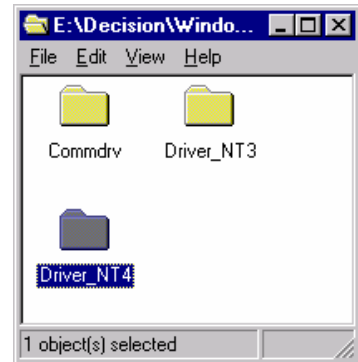 E:\Decision\Windo...
File Edit View Help
Commdrv Driver_NT3
Driver_NT4
1 object(s) selected